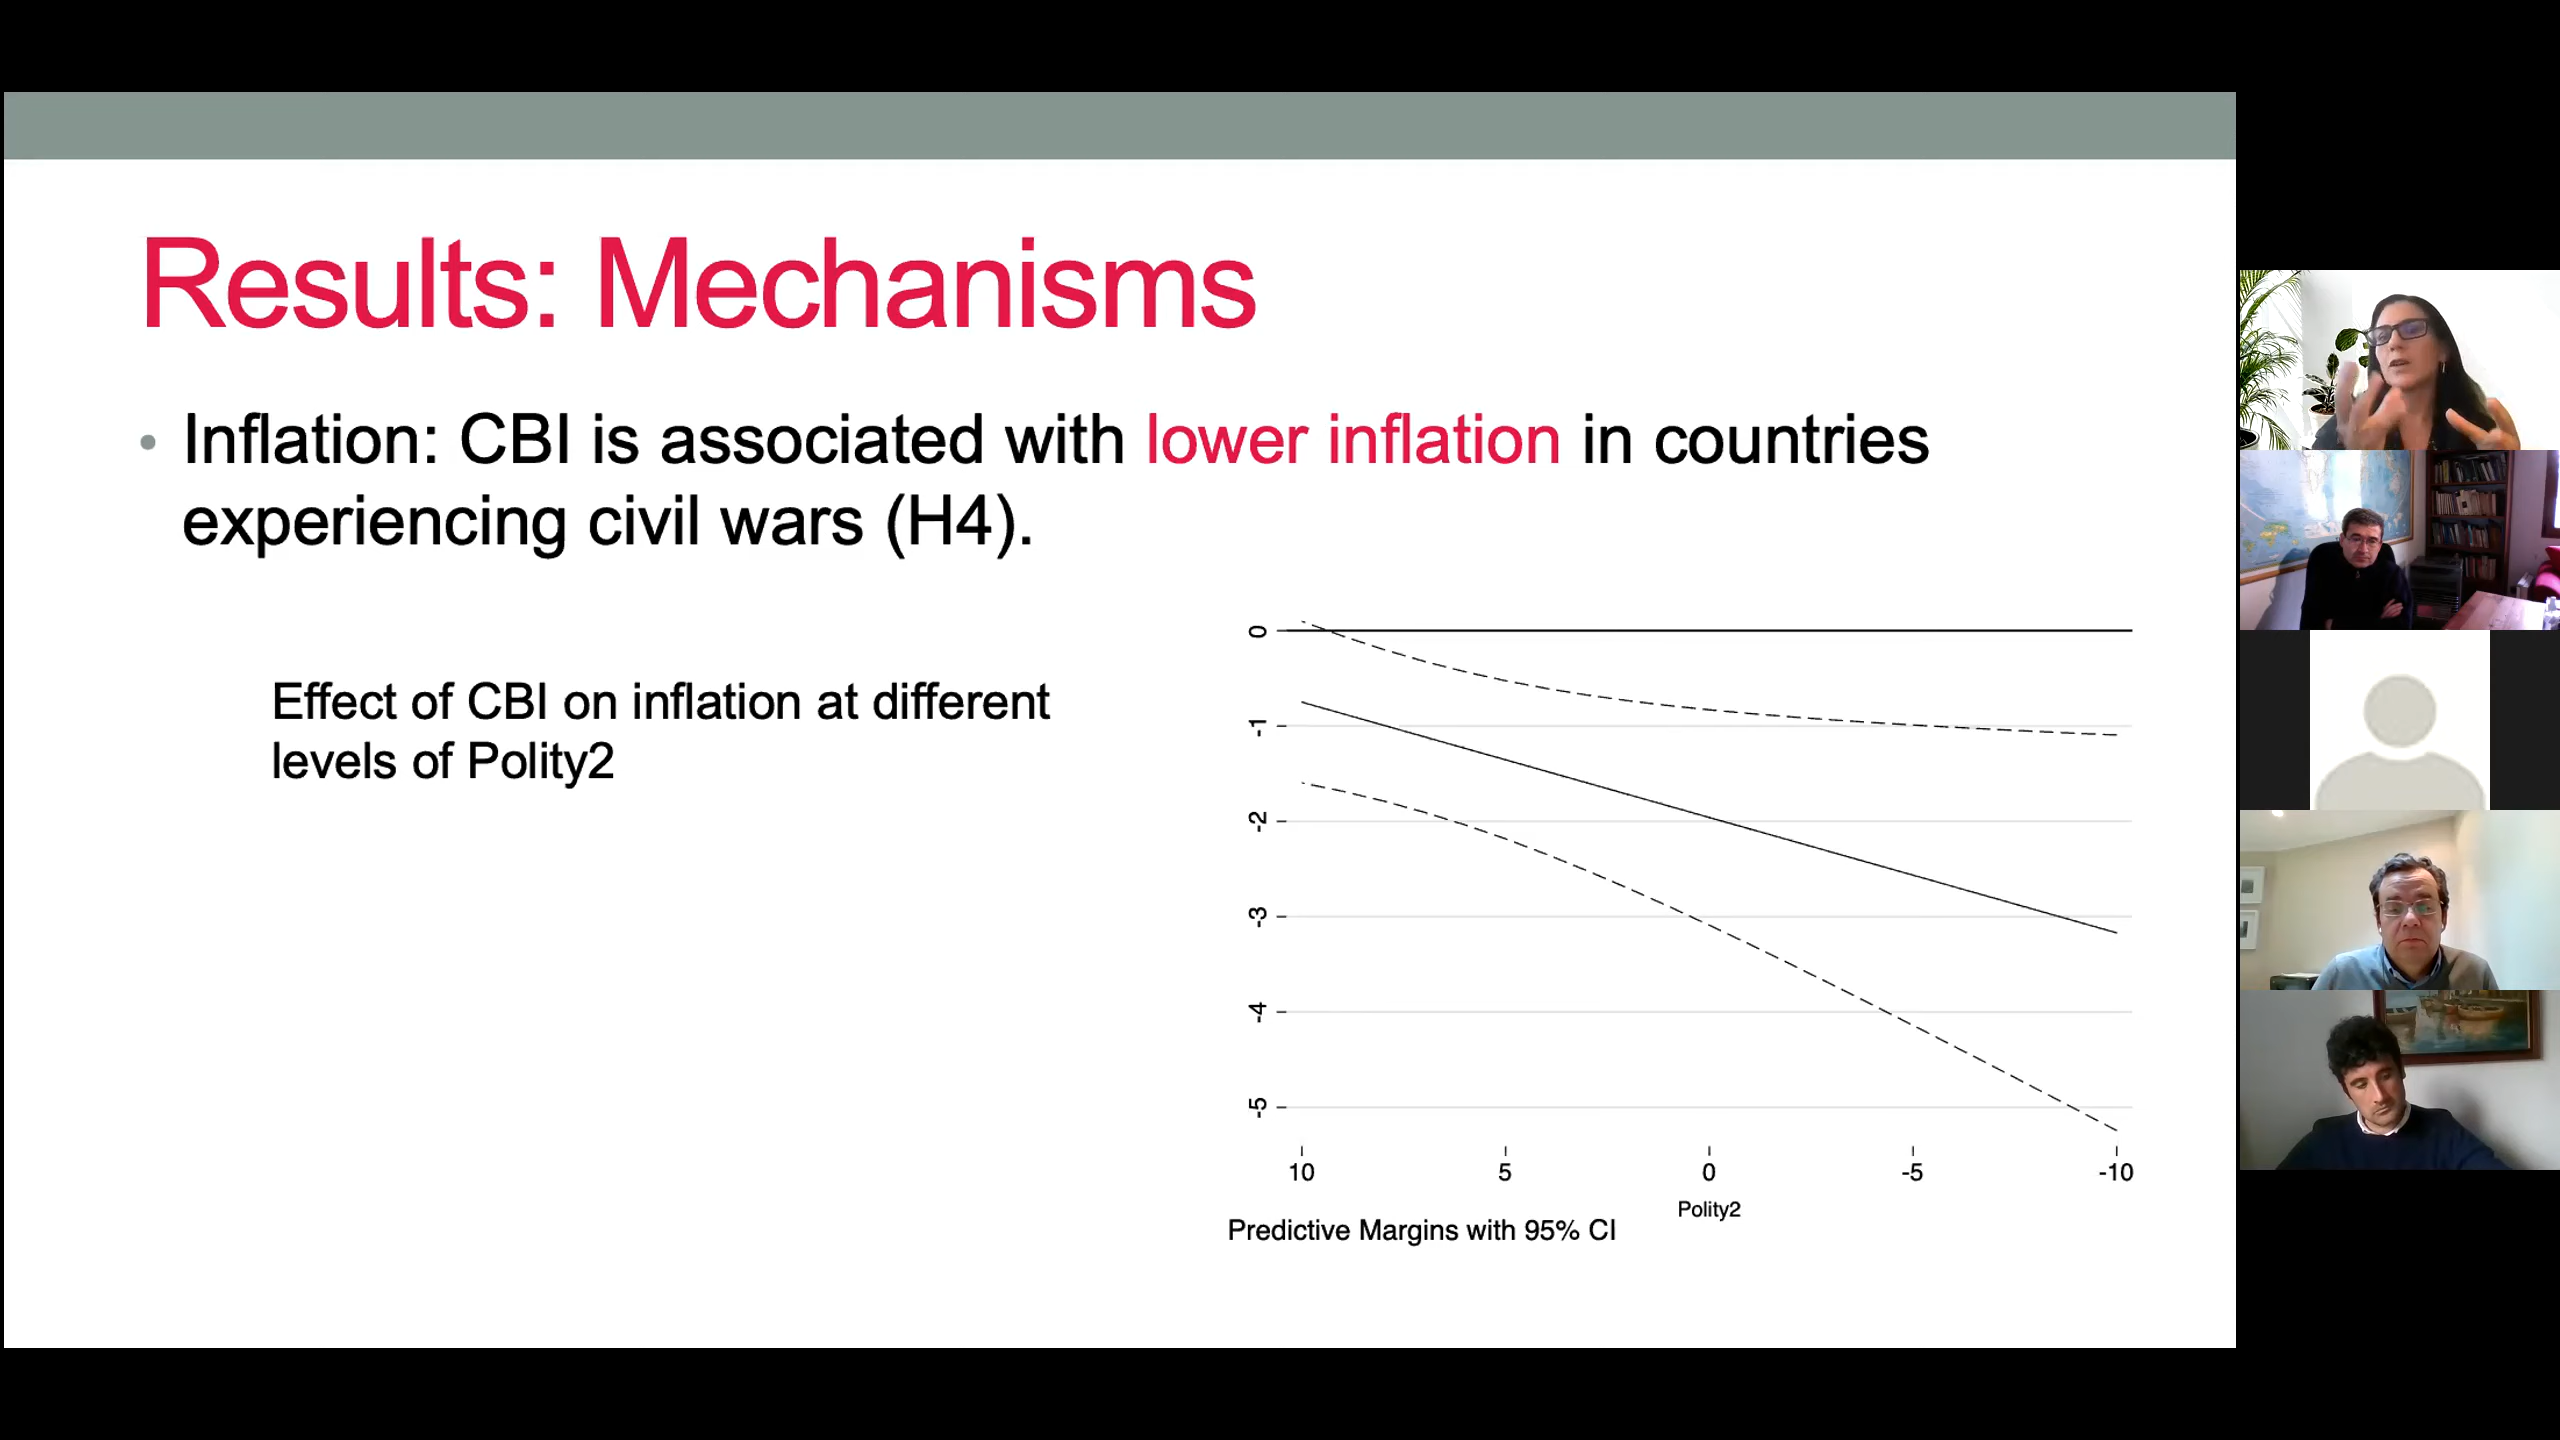 Results: Mechanisms
• Inflation: CBI is associated with lower inflation in countries
experiencing civil wars (H4).
Effect of CBI on inflation at different
levels of Polity2
0
-1
-2
-3
-4
-5
10 5 0 -5 -10
Polity2
Predictive Margins with 95% CI